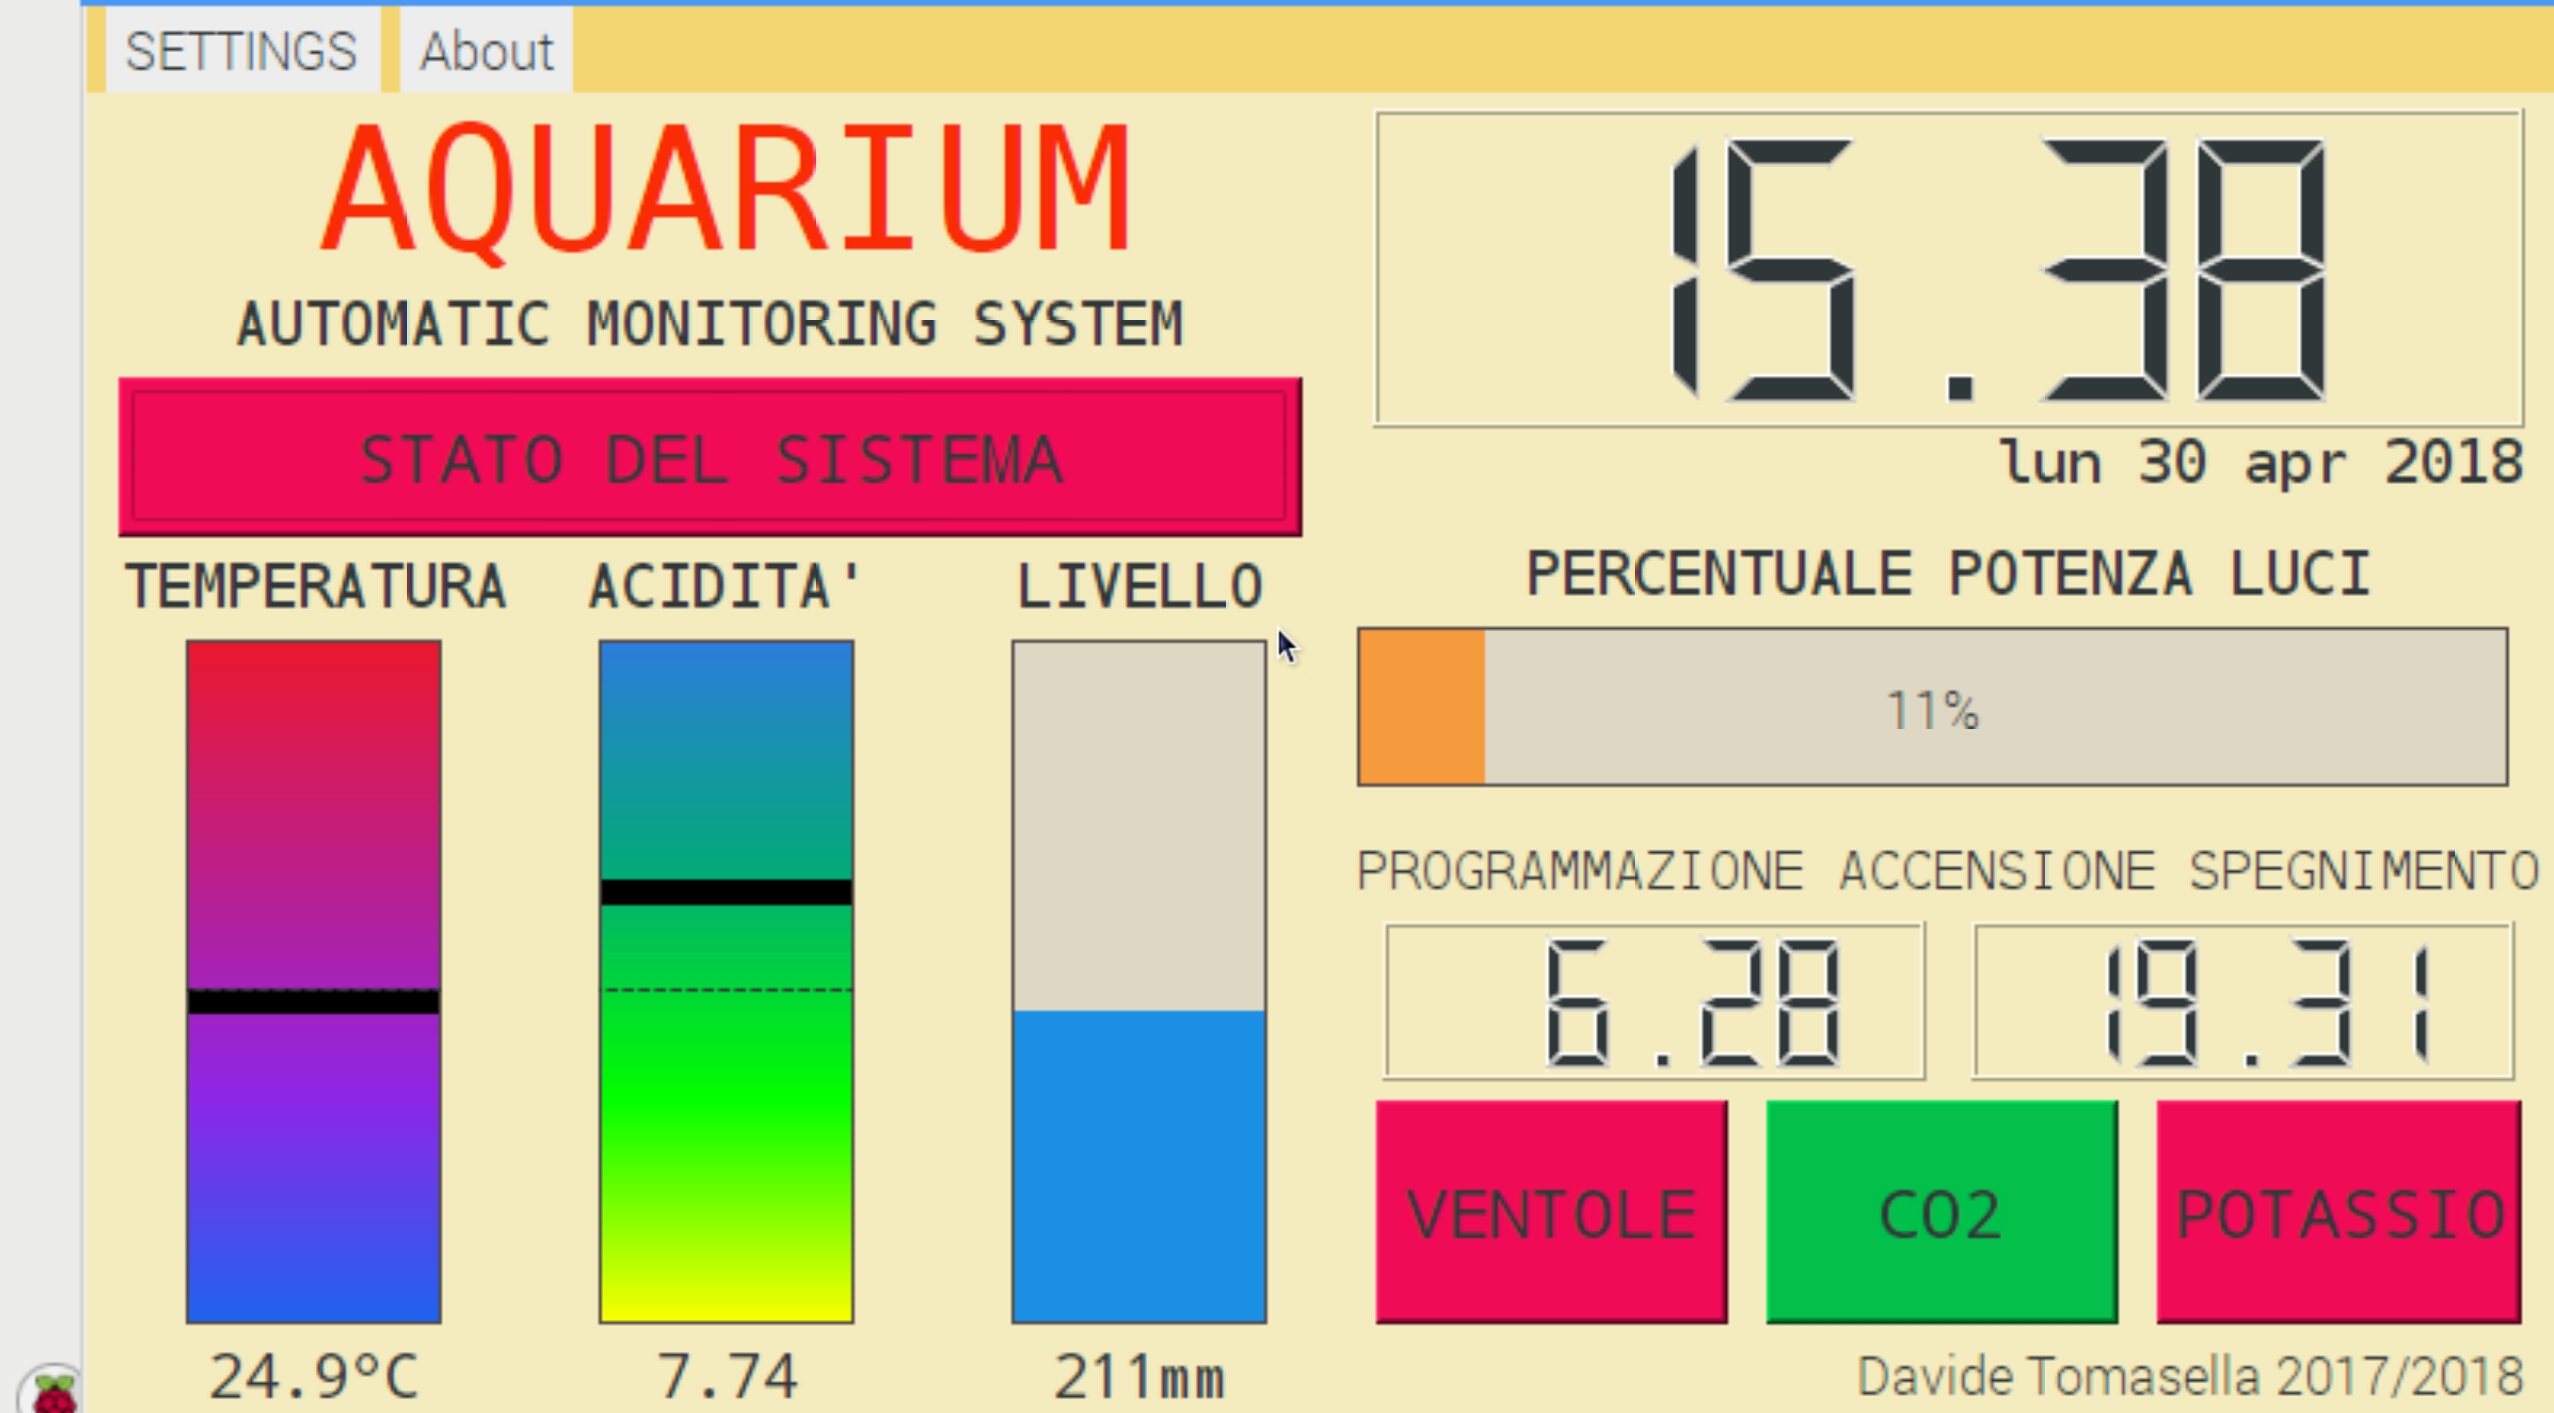 SETTINGS About
AQUARIUM
AUTOMATIC MONITORING SYSTEM
STATO DEL SISTEMA
TEMPERATURA ACIDITA' LIVELLO
24.9°C 7.74 211mm
15.38
lun 30 apr 2018
PERCENTUALE POTENZA LUCI
11%
PROGRAMMAZIONE ACCENSIONE SPEGNIMENTO
6.28 19.31
VENTOLE CO2 POTASSIO
Davide Tomasella 2017/2018